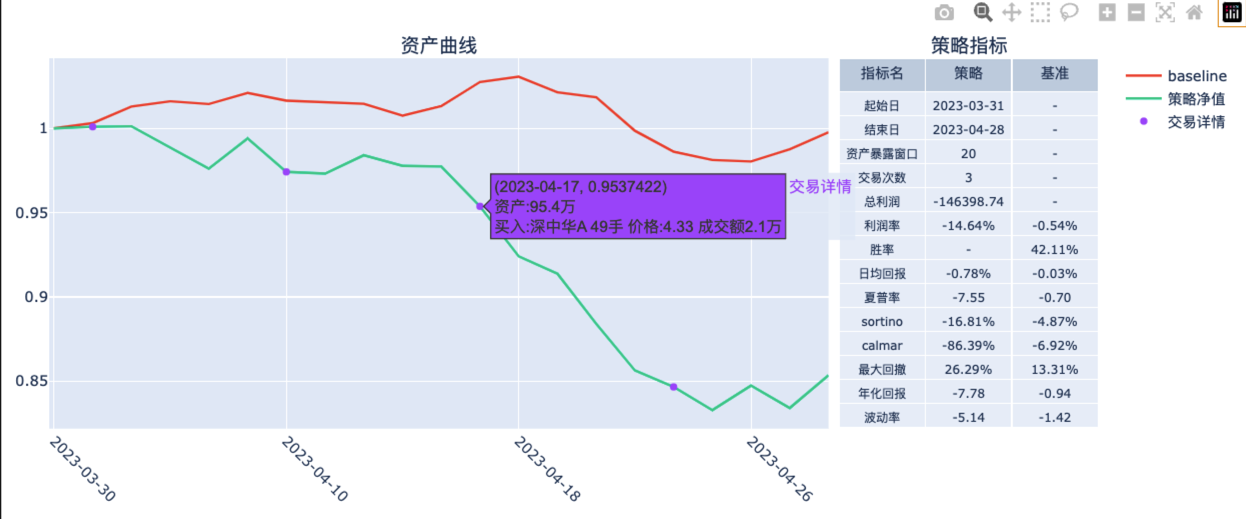 资产曲线
1
0.95
0.9
0.85
2023-03-30
2023-04-10
2023-04-18
2023-04-26
(2023-04-17, 0.9537422)
资产:95.4万
买入:深中华A 49手 价格:4.33 成交额2.1万
交易详情
策略指标
指标名 策略 基准
起始日 2023-03-31 -
结束日 2023-04-28 -
资产暴露窗口 20 -
交易次数 3 -
总利润 -146398.74 -
利润率 -14.64% -0.54%
胜率 - 42.11%
日均回报 -0.78% -0.03%
夏普率 -7.55 -0.70
sortino -16.81% -4.87%
calmar -86.39% -6.92%
最大回撤 26.29% 13.31%
年化回报 -7.78 -0.94
波动率 -5.14 -1.42
baseline
策略净值
交易详情